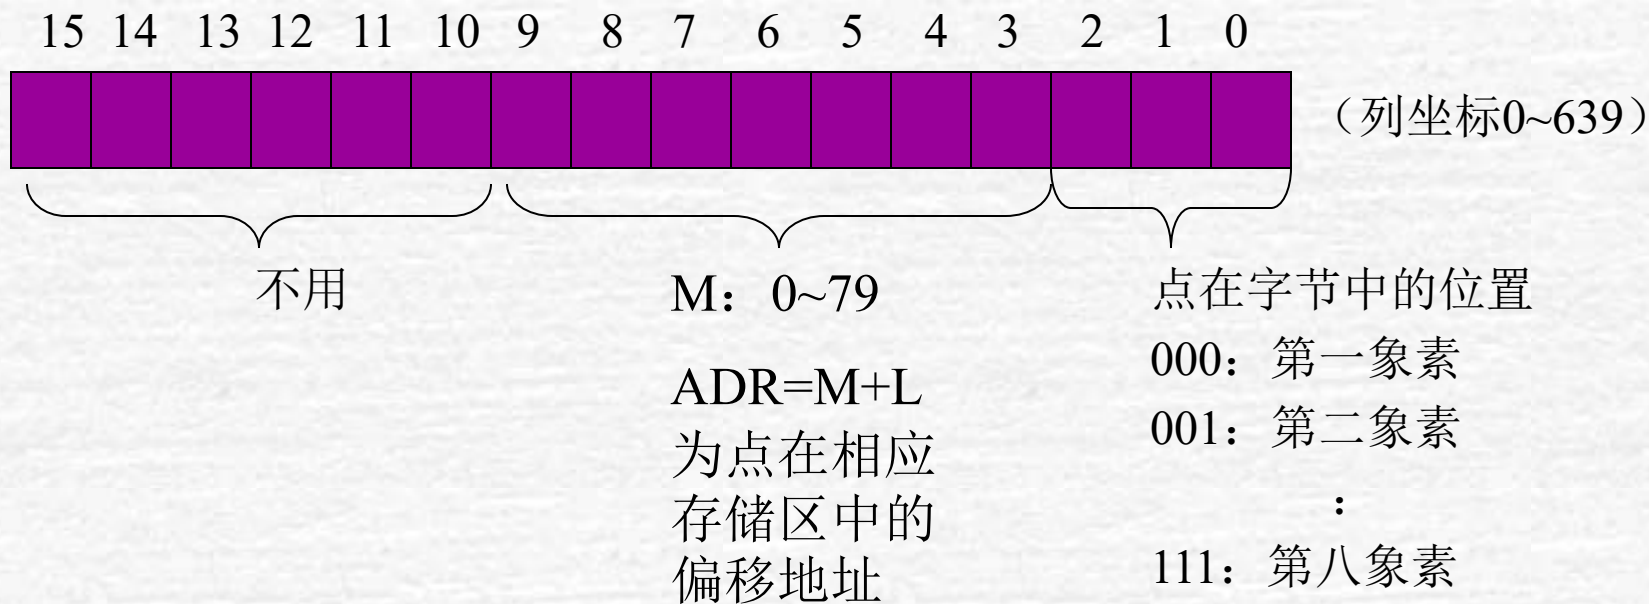 15 14 13 12 11 10 9 8 7 6 5 4 3 2 1 0
（列坐标0~639）
不用
M：0~79
ADR=M+L
为点在相应
存储区中的
偏移地址
点在字节中的位置
000：第一象素
001：第二象素
：
111：第八象素